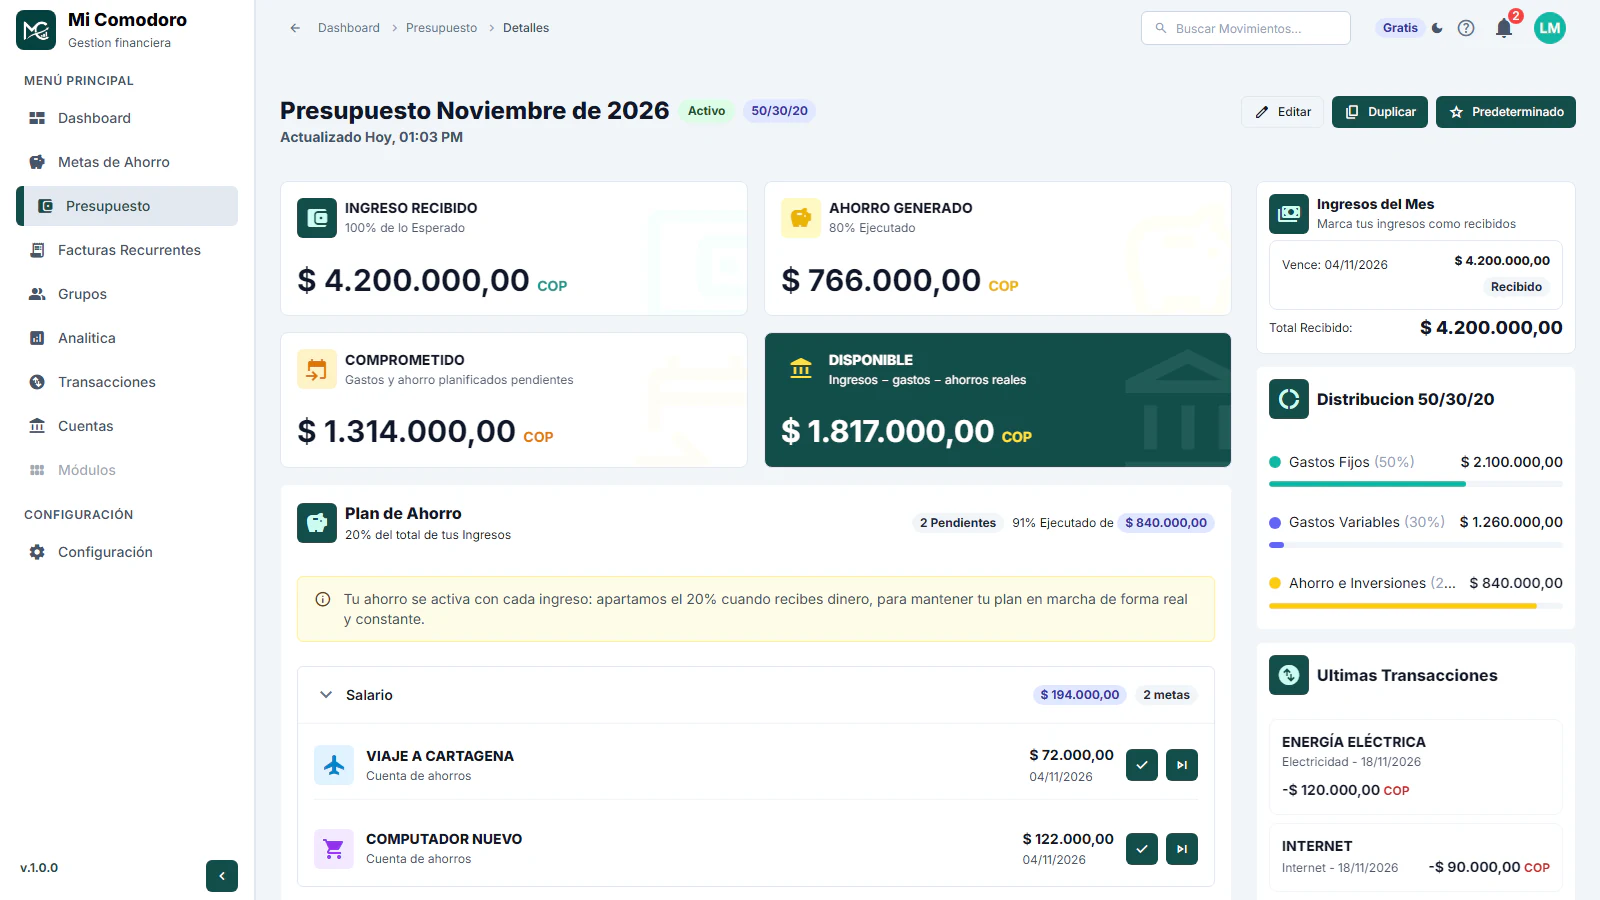 Mi Comodoro
Gestion financiera
MENÚ PRINCIPAL
Dashboard
Metas de Ahorro
Presupuesto
Facturas Recurrentes
Grupos
Analitica
Transacciones
Cuentas
Módulos
CONFIGURACIÓN
Configuración
v.1.0.0
Dashboard > Presupuesto > Detalles
Buscar Movimientos...
Gratis
2
LM
Presupuesto Noviembre de 2026 Activo 50/30/20
Actualizado Hoy, 01:03 PM
Editar
Duplicar
Predeterminado
INGRESO RECIBIDO
100% de lo Esperado
$ 4.200.000,00 COP
AHORRO GENERADO
80% Ejecutado
$ 766.000,00 COP
COMPROMETIDO
Gastos y ahorro planificados pendientes
$ 1.314.000,00 COP
DISPONIBLE
Ingresos – gastos – ahorros reales
$ 1.817.000,00 COP
Plan de Ahorro
20% del total de tus Ingresos
2 Pendientes 91% Ejecutado de $ 840.000,00
Tu ahorro se activa con cada ingreso: apartamos el 20% cuando recibes dinero, para mantener tu plan en marcha de forma real
y constante.
Salario $ 194.000,00 2 metas
VIAJE A CARTAGENA
Cuenta de ahorros
$ 72.000,00
04/11/2026
COMPUTADOR NUEVO
Cuenta de ahorros
$ 122.000,00
04/11/2026
Ingresos del Mes
Marca tus ingresos como recibidos
Vence: 04/11/2026 $ 4.200.000,00
Recibido
Total Recibido: $ 4.200.000,00
Distribucion 50/30/20
Gastos Fijos (50%) $ 2.100.000,00
Gastos Variables (30%) $ 1.260.000,00
Ahorro e Inversiones (2... $ 840.000,00
Ultimas Transacciones
ENERGÍA ELÉCTRICA
Electricidad - 18/11/2026
-$ 120.000,00 COP
INTERNET
Internet - 18/11/2026 -$ 90.000,00 COP